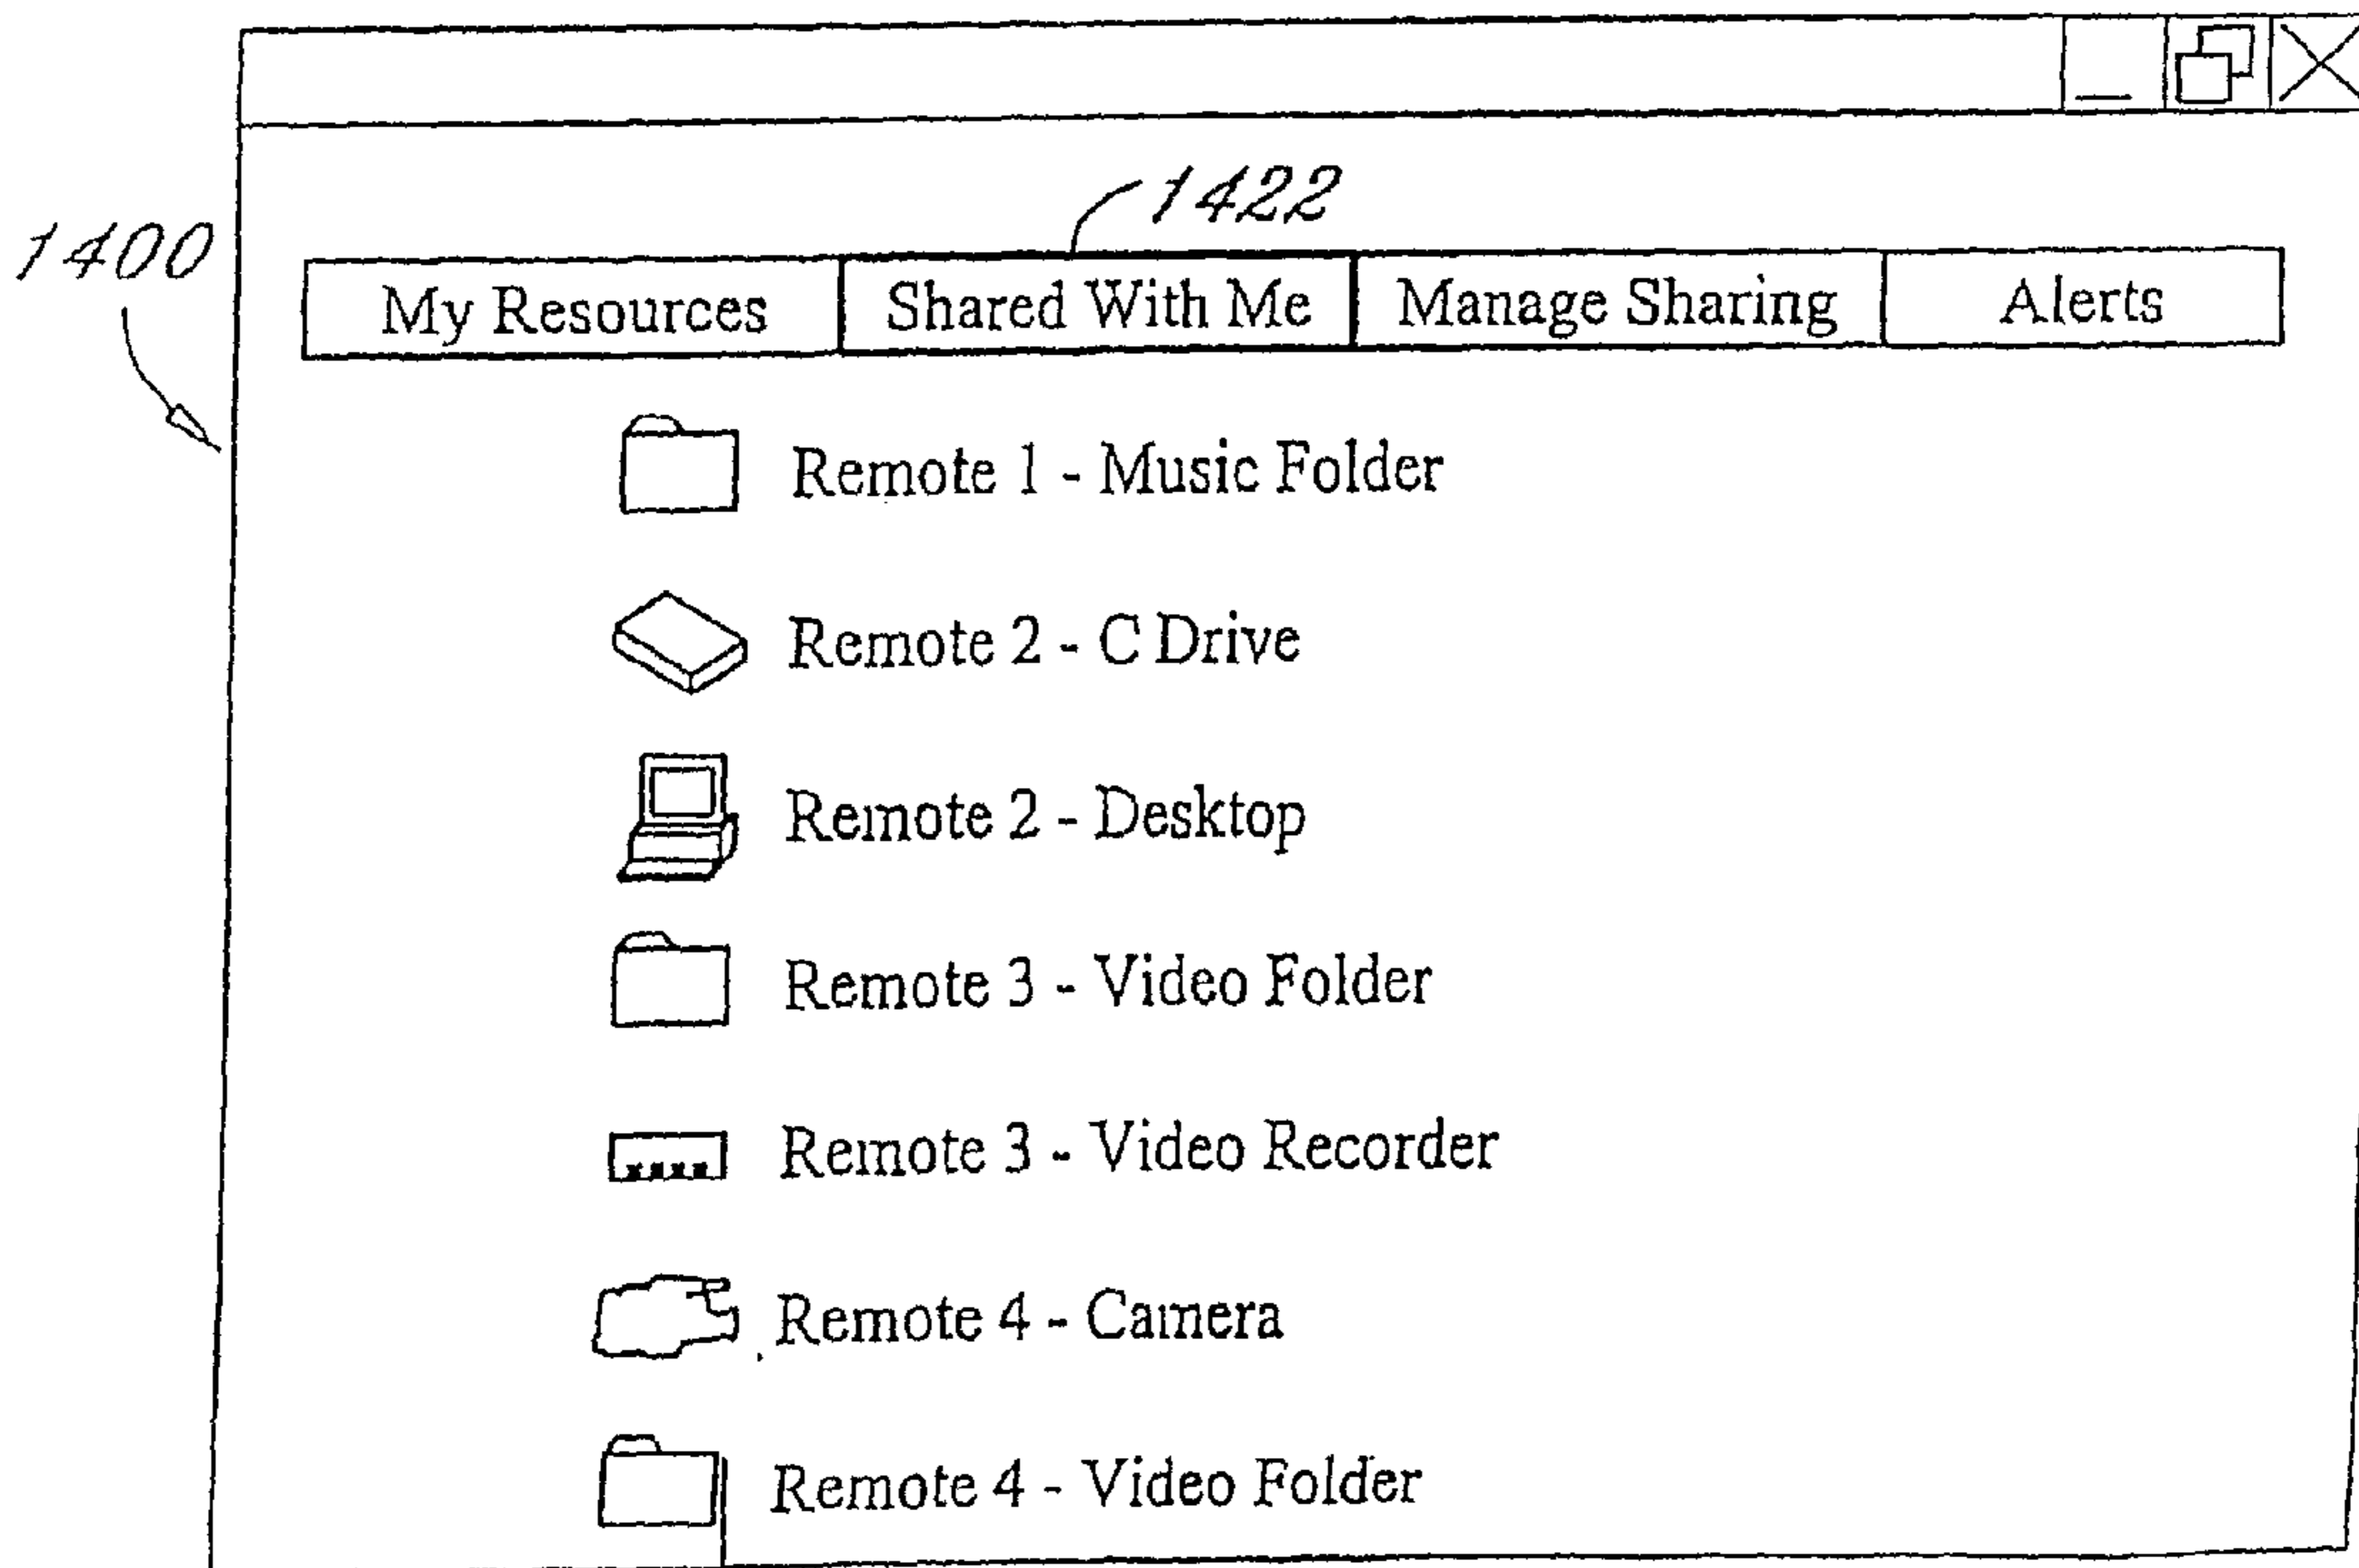 1422
1400
My Resources Shared With Me Manage Sharing Alerts
Remote 1 - Music Folder
Remote 2 - C Drive
Remote 2 - Desktop
Remote 3 - Video Folder
Remote 3 - Video Recorder
Remote 4 - Camera
Remote 4 - Video Folder